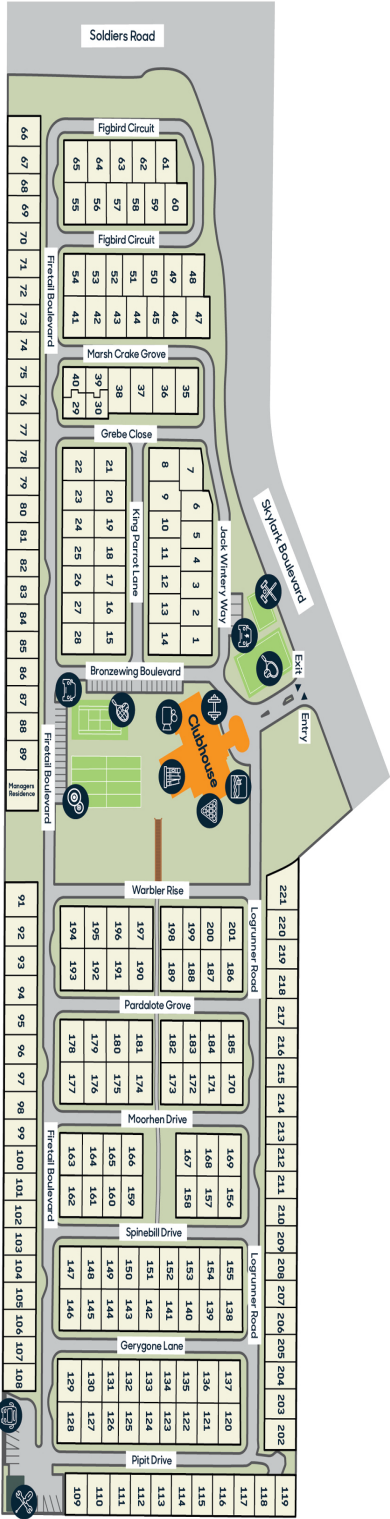 Soldiers Road
Figbird Circuit
66
67
68
69
70
71
72
73
74
75
76
77
78
79
80
81
82
83
84
85
86
87
88
89
Managers
Residence
65 64 63 62 61
55 56 57 58 59 60
Figbird Circuit
Firetail Boulevard
54 53 52 51 50 49 48
41 42 43 44 45 46 47
Marsh Crake Grove
40 39 38 37 36 35
29 30
Grebe Close
22 21
23 20
24 19
25 18
26 17
27 16
28 15
King Parrot Lane
8 7
9 6
10 5
11 4
12 3
13 2
14 1
Jack Wintery Way
Skylark Boulevard
Exit
Entry
Bronzewing Boulevard
Clubhouse
Firetail Boulevard
Warbler Rise
91
92
93
94
95
96
97
98
99
100
101
102
103
104
105
106
107
108
194 195 196 197 198 199 200 201
193 192 191 190 189 188 187 186
Logrunner Road
Pardalote Grove
178 179 180 181 182 183 184 185
177 176 175 174 173 172 171 170
Moorhen Drive
163 164 165 166 167 168 169
162 161 160 159 158 157 156
Firetail Boulevard
Spinebill Drive
147 148 149 150 151 152 153 154 155
146 145 144 143 142 141 140 139 138
Logrunner Road
Gerygone Lane
129 130 131 132 133 134 135 136 137
128 127 126 125 124 123 122 121 120
Pipit Drive
109 110 111 112 113 114 115 116 117 118 119
221
220
219
218
217
216
215
214
213
212
211
210
209
208
207
206
205
204
203
202